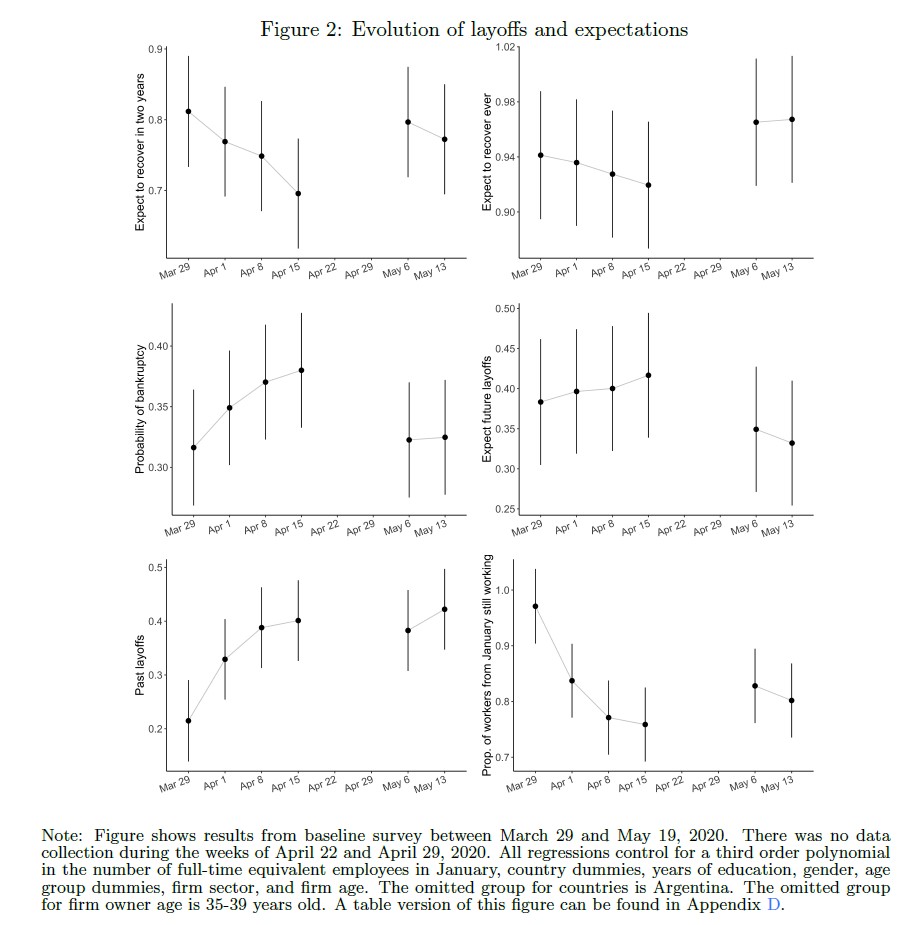 Figure 2: Evolution of layoffs and expectations
Expect to recover in two years
0.9
0.8
0.7
Mar 29 Apr 1 Apr 8 Apr 15 Apr 22 Apr 29 May 6 May 13
Expect to recover ever
1.02
0.98
0.94
0.90
Mar 29 Apr 1 Apr 8 Apr 15 Apr 22 Apr 29 May 6 May 13
Probability of bankruptcy
0.40
0.35
0.30
Mar 29 Apr 1 Apr 8 Apr 15 Apr 22 Apr 29 May 6 May 13
Expect future layoffs
0.50
0.45
0.40
0.35
0.30
0.25
Mar 29 Apr 1 Apr 8 Apr 15 Apr 22 Apr 29 May 6 May 13
Past layoffs
0.5
0.4
0.3
0.2
Mar 29 Apr 1 Apr 8 Apr 15 Apr 22 Apr 29 May 6 May 13
Prop. of workers from January still working
1.0
0.9
0.8
0.7
Mar 29 Apr 1 Apr 8 Apr 15 Apr 22 Apr 29 May 6 May 13
Note: Figure shows results from baseline survey between March 29 and May 19, 2020. There was no data
collection during the weeks of April 22 and April 29, 2020. All regressions control for a third order polynomial
in the number of full-time equivalent employees in January, country dummies, years of education, gender, age
group dummies, firm sector, and firm age. The omitted group for countries is Argentina. The omitted group
for firm owner age is 35-39 years old. A table version of this figure can be found in Appendix D.